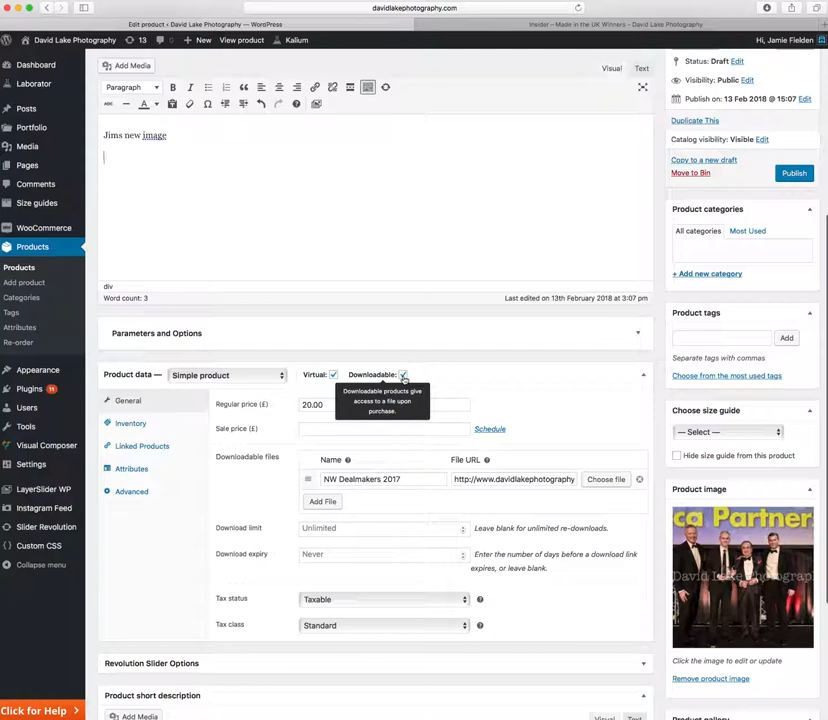 davidlakephotography.com
Edit product ‹ David Lake Photography — WordPress
Insider – Made in the UK Winners – David Lake Photography
David Lake Photography
13
New
View product
Kalium
Hi, Jamie Fielden
Dashboard
Laborator
Posts
Portfolio
Media
Pages
Comments
Size guides
WooCommerce
Products
Products
Add product
Categories
Tags
Attributes
Re-order
Appearance
Plugins 11
Users
Tools
Visual Composer
Settings
LayerSlider WP
Instagram Feed
Slider Revolution
Custom CSS
Collapse menu
Click for Help
Add Media
Visual
Text
Paragraph
B I
ABC
A
Jims new image
div
Word count: 3
Last edited on 13th February 2018 at 3:07 pm
Parameters and Options
Product data — Simple product
Virtual:
Downloadable:
Downloadable products give
access to a file upon
purchase.
General
Inventory
Linked Products
Attributes
Advanced
Regular price (£)
20.00
Sale price (£)
Schedule
Downloadable files
Name
File URL
NW Dealmakers 2017
http://www.davidlakephotography
Choose file
Add File
Download limit
Unlimited
Leave blank for unlimited re-downloads.
Download expiry
Never
Enter the number of days before a download link
expires, or leave blank.
Tax status
Taxable
Tax class
Standard
Revolution Slider Options
Product short description
Add Media
Visual
Text
Status: Draft Edit
Visibility: Public Edit
Publish on: 13 Feb 2018 @ 15:07 Edit
Duplicate This
Catalog visibility: Visible Edit
Copy to a new draft
Move to Bin
Publish
Product categories
All categories
Most Used
+ Add new category
Product tags
Add
Separate tags with commas
Choose from the most used tags
Choose size guide
— Select —
Hide size guide from this product
Product image
ca Partner
David Lake Photograp
Click the image to edit or update
Remove product image
Product gallery